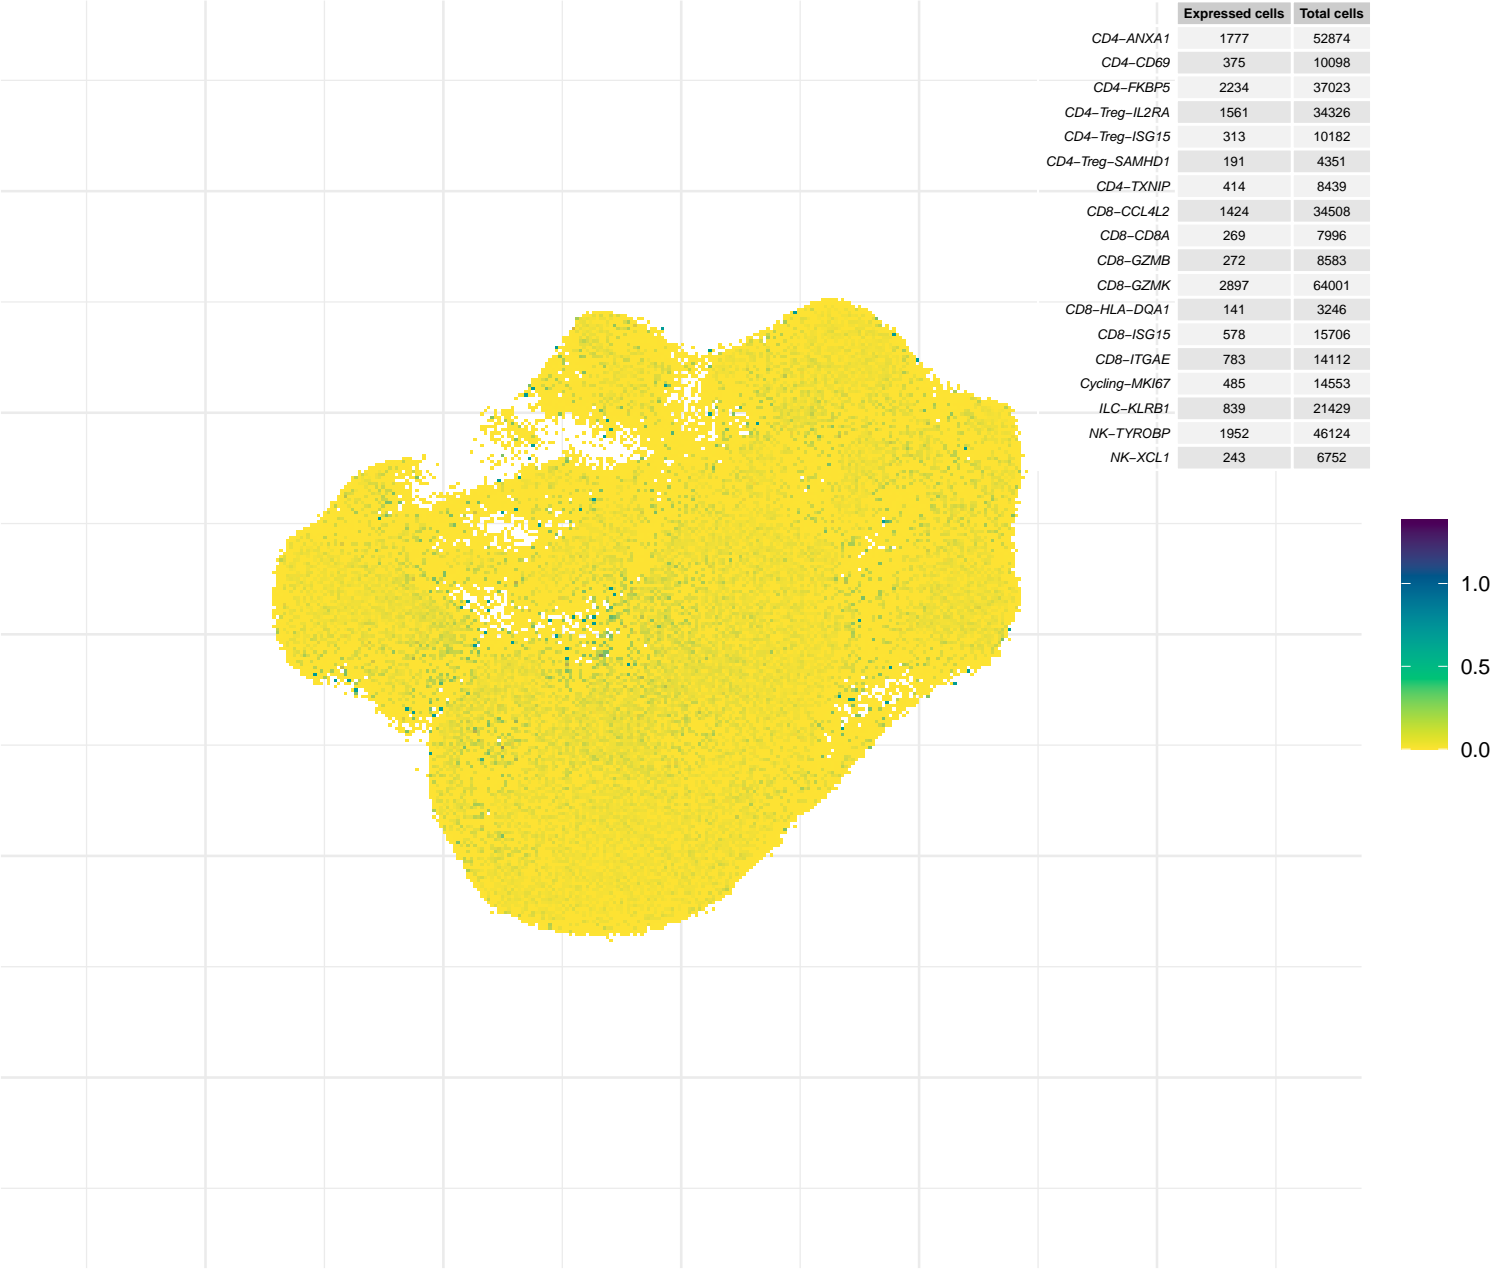 Expressed cells Total cells
CD4−ANXA1 1777 52874
CD4−CD69 375 10098
CD4−FKBP5 2234 37023
CD4−Treg−IL2RA 1561 34326
CD4−Treg−ISG15 313 10182
CD4−Treg−SAMHD1 191 4351
CD4−TXNIP 414 8439
CD8−CCL4L2 1424 34508
CD8−CD8A 269 7996
CD8−GZMB 272 8583
CD8−GZMK 2897 64001
CD8−HLA−DQA1 141 3246
CD8−ISG15 578 15706
CD8−ITGAE 783 14112
Cycling−MKI67 485 14553
ILC−KLRB1 839 21429
NK−TYROBP 1952 46124
NK−XCL1 243 6752
1.0
0.5
0.0